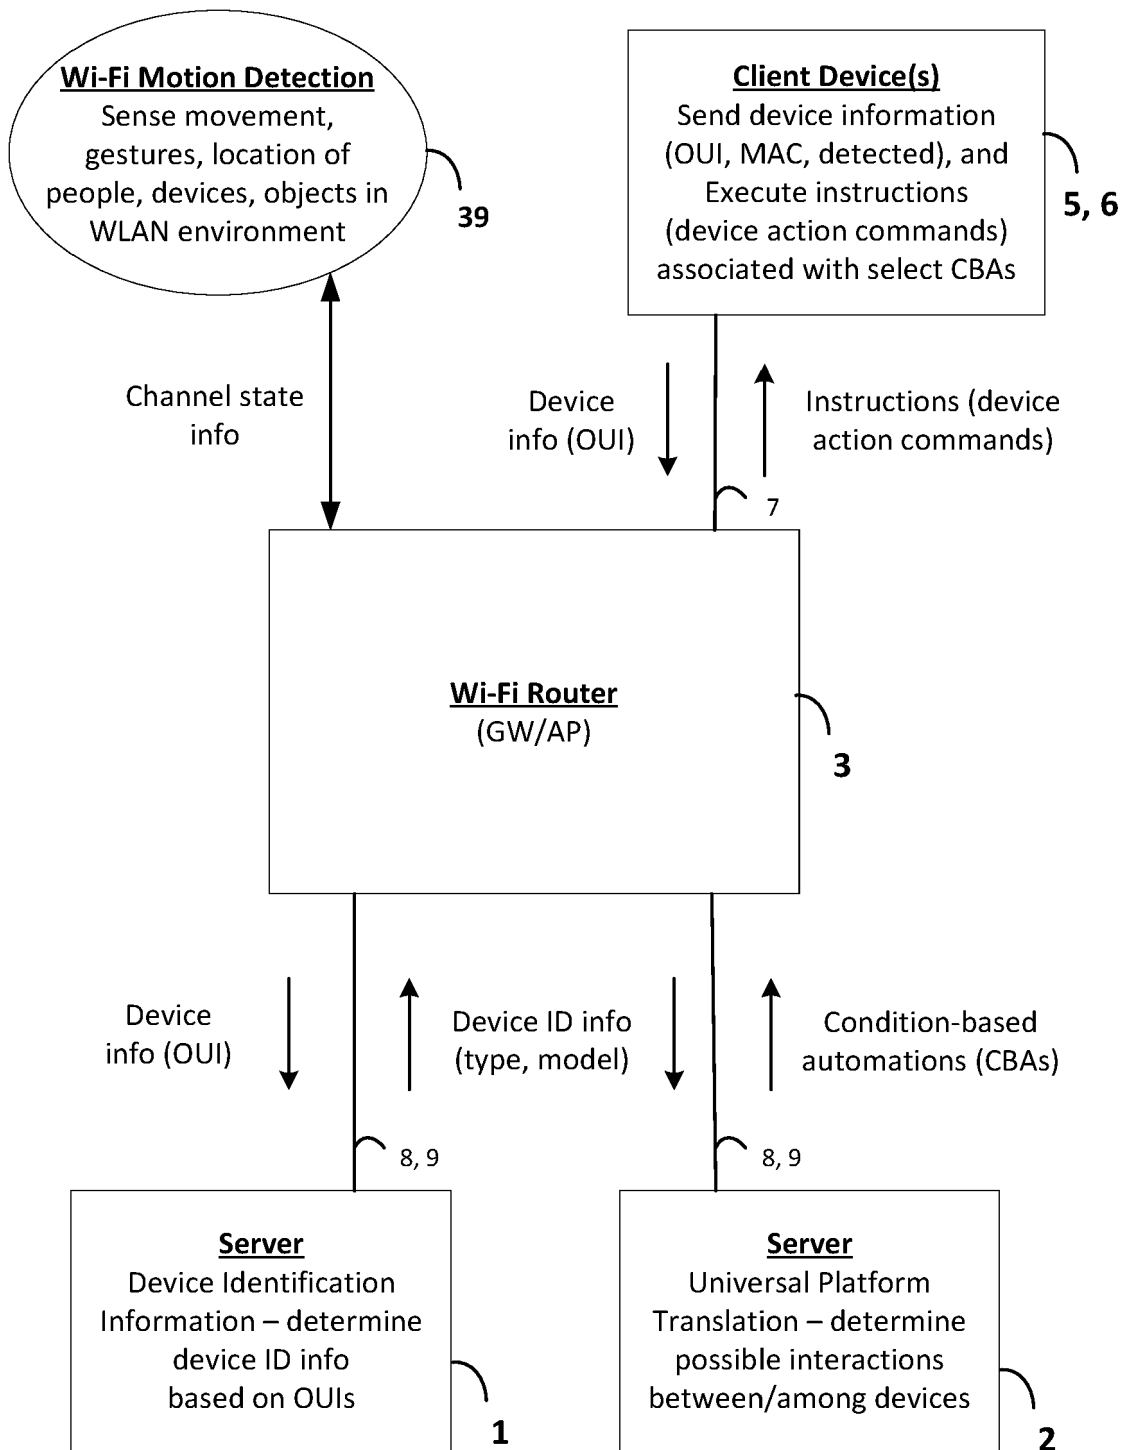 Wi-Fi Motion Detection
Sense movement,
gestures, location of
people, devices, objects in
WLAN environment
39
Client Device(s)
Send device information
(OUI, MAC, detected), and
Execute instructions
(device action commands)
associated with select CBAs
5, 6
Channel state
info
Device
info (OUI)
Instructions (device
action commands)
7
Wi-Fi Router
(GW/AP)
3
Device
info (OUI)
Device ID info
(type, model)
Condition-based
automations (CBAs)
8, 9
8, 9
Server
Device Identification
Information – determine
device ID info
based on OUIs
1
Server
Universal Platform
Translation – determine
possible interactions
between/among devices
2